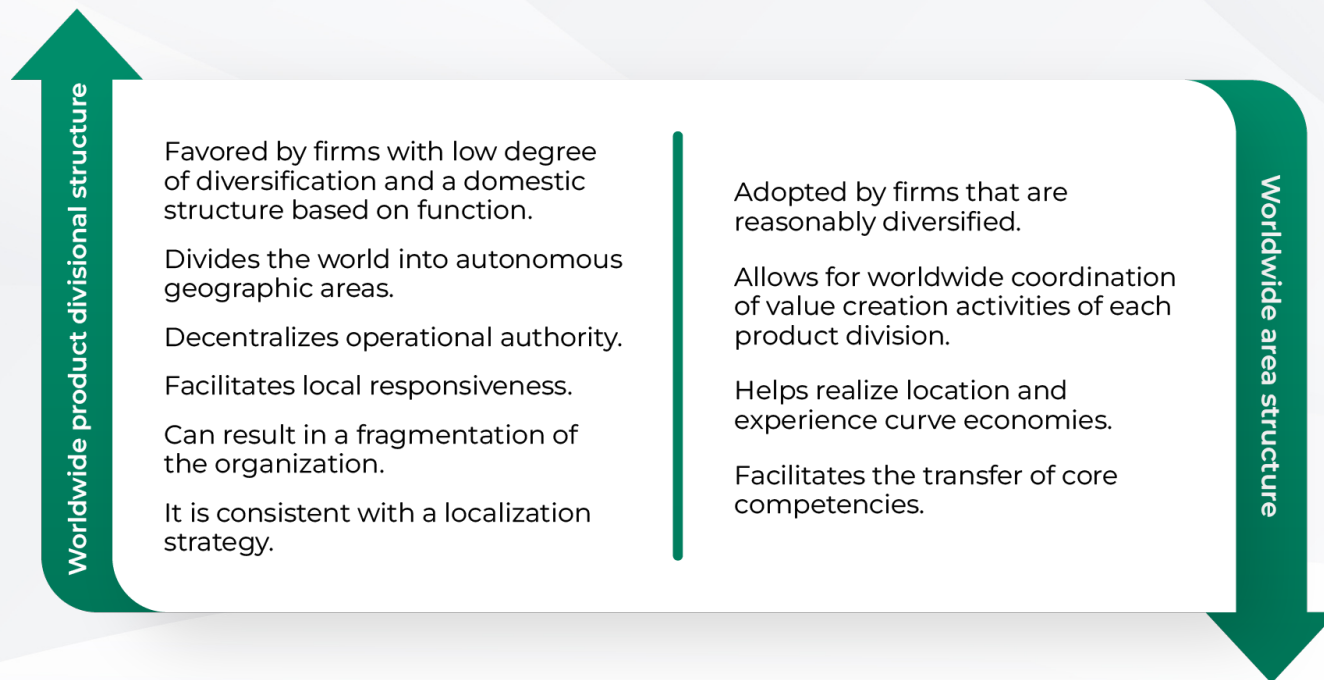 Worldwide product divisional structure
Favored by firms with low degree
of diversification and a domestic
structure based on function.
Divides the world into autonomous
geographic areas.
Decentralizes operational authority.
Facilitates local responsiveness.
Can result in a fragmentation of
the organization.
It is consistent with a localization
strategy.
Adopted by firms that are
reasonably diversified.
Allows for worldwide coordination
of value creation activities of each
product division.
Helps realize location and
experience curve economies.
Facilitates the transfer of core
competencies.
Worldwide area structure